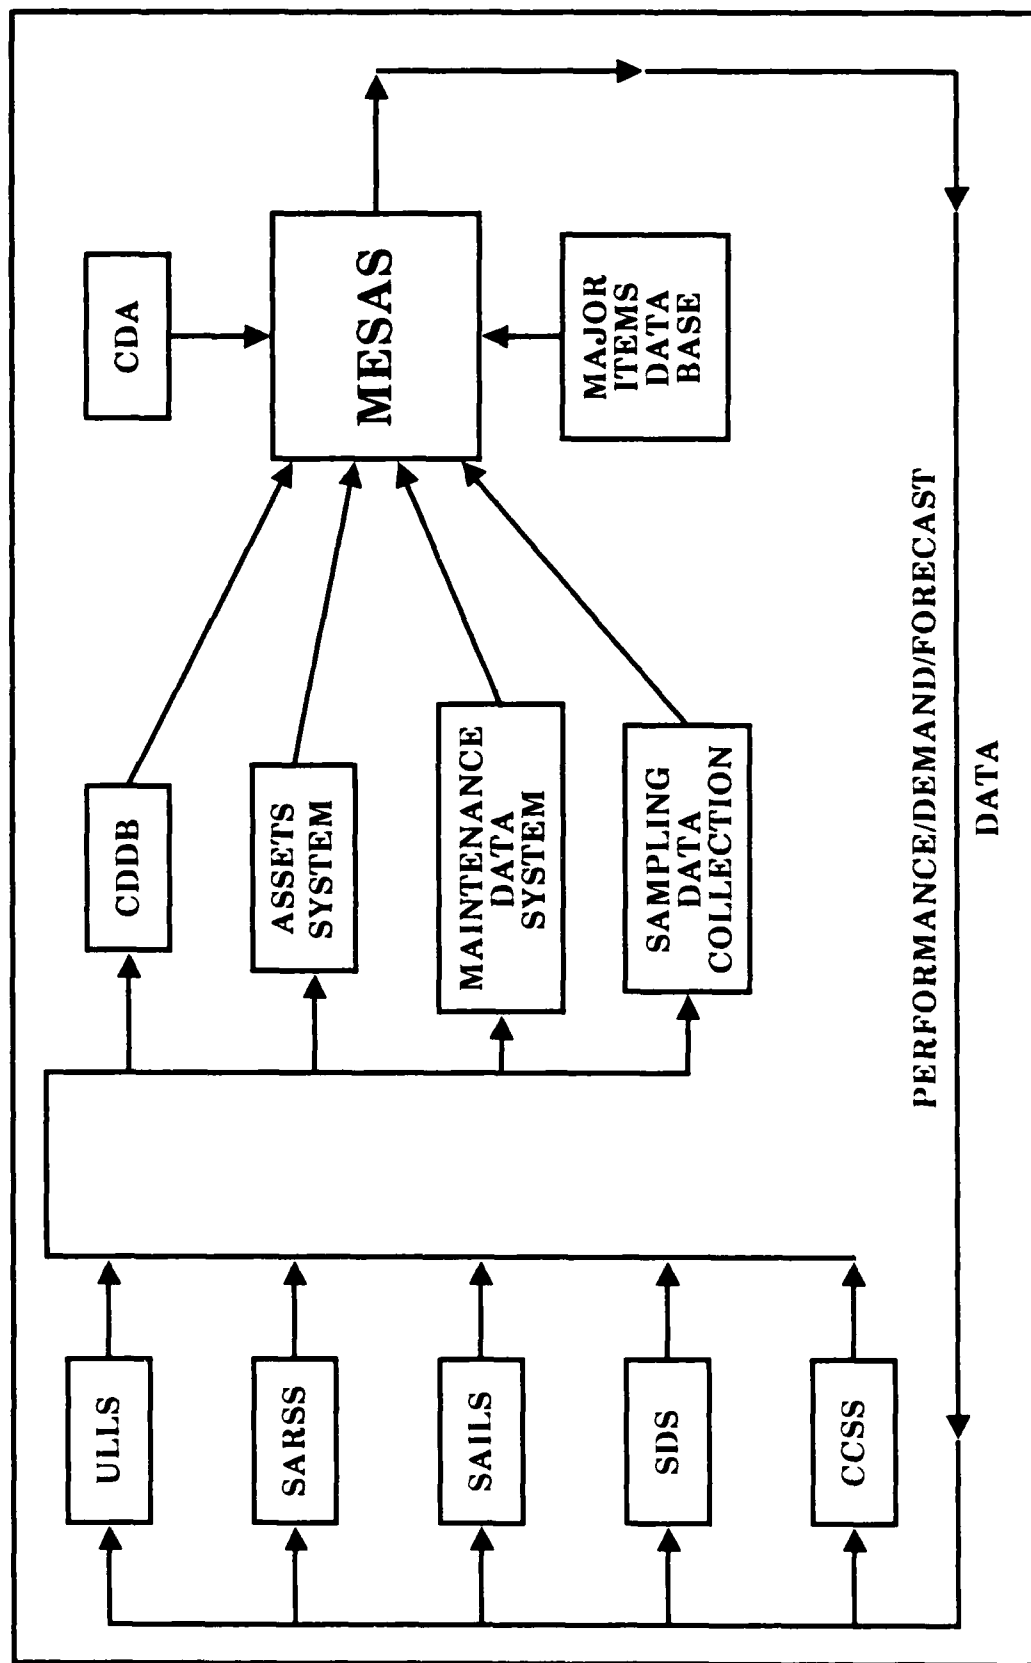 ULLS
SARSS
SAILS
SDS
CCSS
CDDB
ASSETS
SYSTEM
MAINTENANCE
DATA
SYSTEM
SAMPLING
DATA
COLLECTION
CDA
MESAS
MAJOR
ITEMS
DATA
BASE
PERFORMANCE/DEMAND/FORECAST
DATA